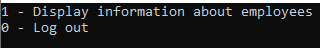 1 - Display information about employees
0 - Log out